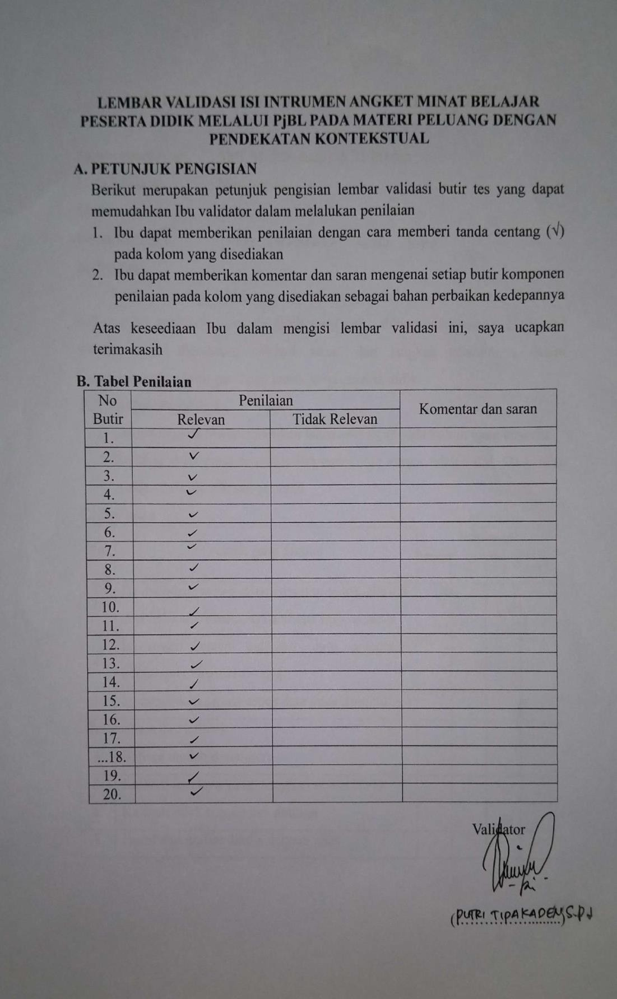 LEMBAR VALIDASI ISI INTRUMEN ANGKET MINAT BELAJAR
PESERTA DIDIK MELALUI PjBL PADA MATERI PELUANG DENGAN
PENDEKATAN KONTEKSTUAL
A. PETUNJUK PENGISIAN
Berikut merupakan petunjuk pengisian lembar validasi butir tes yang dapat
memudahkan Ibu validator dalam melalukan penilaian
1. Ibu dapat memberikan penilaian dengan cara memberi tanda centang (√)
pada kolom yang disediakan
2. Ibu dapat memberikan komentar dan saran mengenai setiap butir komponen
penilaian pada kolom yang disediakan sebagai bahan perbaikan kedepannya
Atas keseediaan Ibu dalam mengisi lembar validasi ini, saya ucapkan
terimakasih
B. Tabel Penilaian
No Butir Penilaian Komentar dan saran
Relevan Tidak Relevan
1. ✓
2. ✓
3. ✓
4. ✓
5. ✓
6. ✓
7. ✓
8. ✓
9. ✓
10. ✓
11. ✓
12. ✓
13. ✓
14. ✓
15. ✓
16. ✓
17. ✓
...18. ✓
19. ✓
20. ✓
Validator
(PUTRI TIPAKADEM, S.Pd